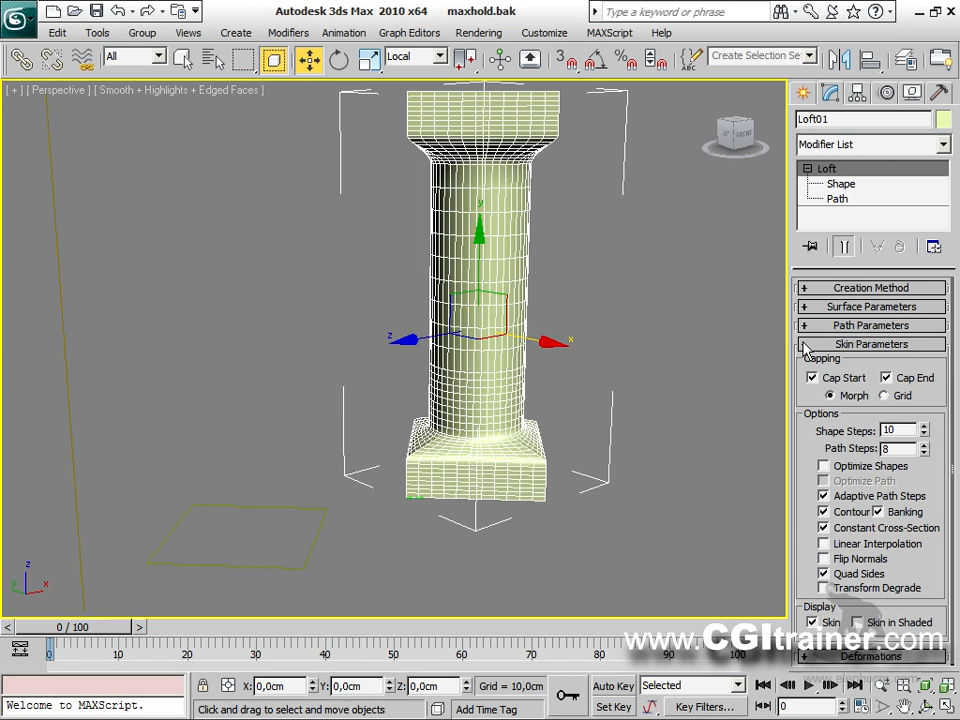 Autodesk 3ds Max 2010 x64 maxhold.bak
Type a keyword or phrase
Edit Tools Group Views Create Modifiers Animation Graph Editors Rendering Customize MAXScript Help
All
Local
3
ABC
Create Selection Se
[ + ] [ Perspective ] [ Smooth + Highlights + Edged Faces ]
FRONT
Loft01
Modifier List
Loft
Shape
Path
Creation Method
Surface Parameters
Path Parameters
Skin Parameters
Capping
Cap Start Cap End
Morph Grid
Options
Shape Steps: 10
Path Steps: 8
Optimize Shapes
Optimize Path
Adaptive Path Steps
Contour Banking
Constant Cross-Section
Linear Interpolation
Flip Normals
Quad Sides
Transform Degrade
Display
Skin Skin in Shaded
Deformations
y
z
x
z
y
x
www.CGItrainer.com
0 / 100
0 10 20 30 40 50 60 70 80 90 100
Welcome to MAXScript.
X: 0,0cm Y: 0,0cm Z: 0,0cm Grid = 10,0cm
Click and drag to select and move objects
Add Time Tag
Auto Key Selected
Set Key Key Filters...
0